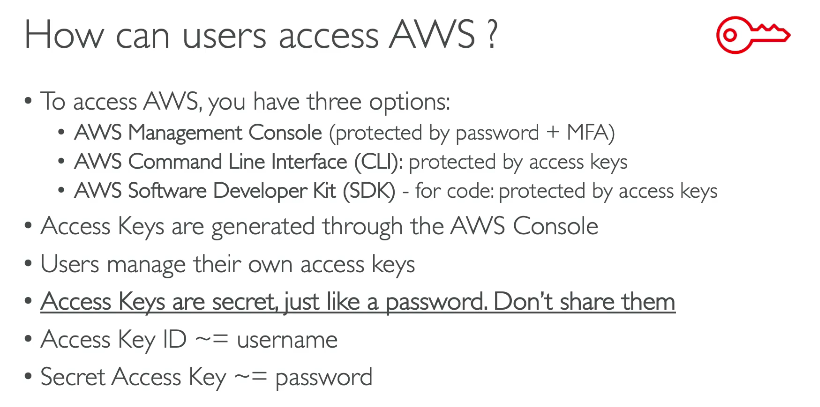 How can users access AWS ?
• To access AWS, you have three options:
• AWS Management Console (protected by password + MFA)
• AWS Command Line Interface (CLI): protected by access keys
• AWS Software Developer Kit (SDK) - for code: protected by access keys
• Access Keys are generated through the AWS Console
• Users manage their own access keys
• Access Keys are secret, just like a password. Don't share them
• Access Key ID ~= username
• Secret Access Key ~= password